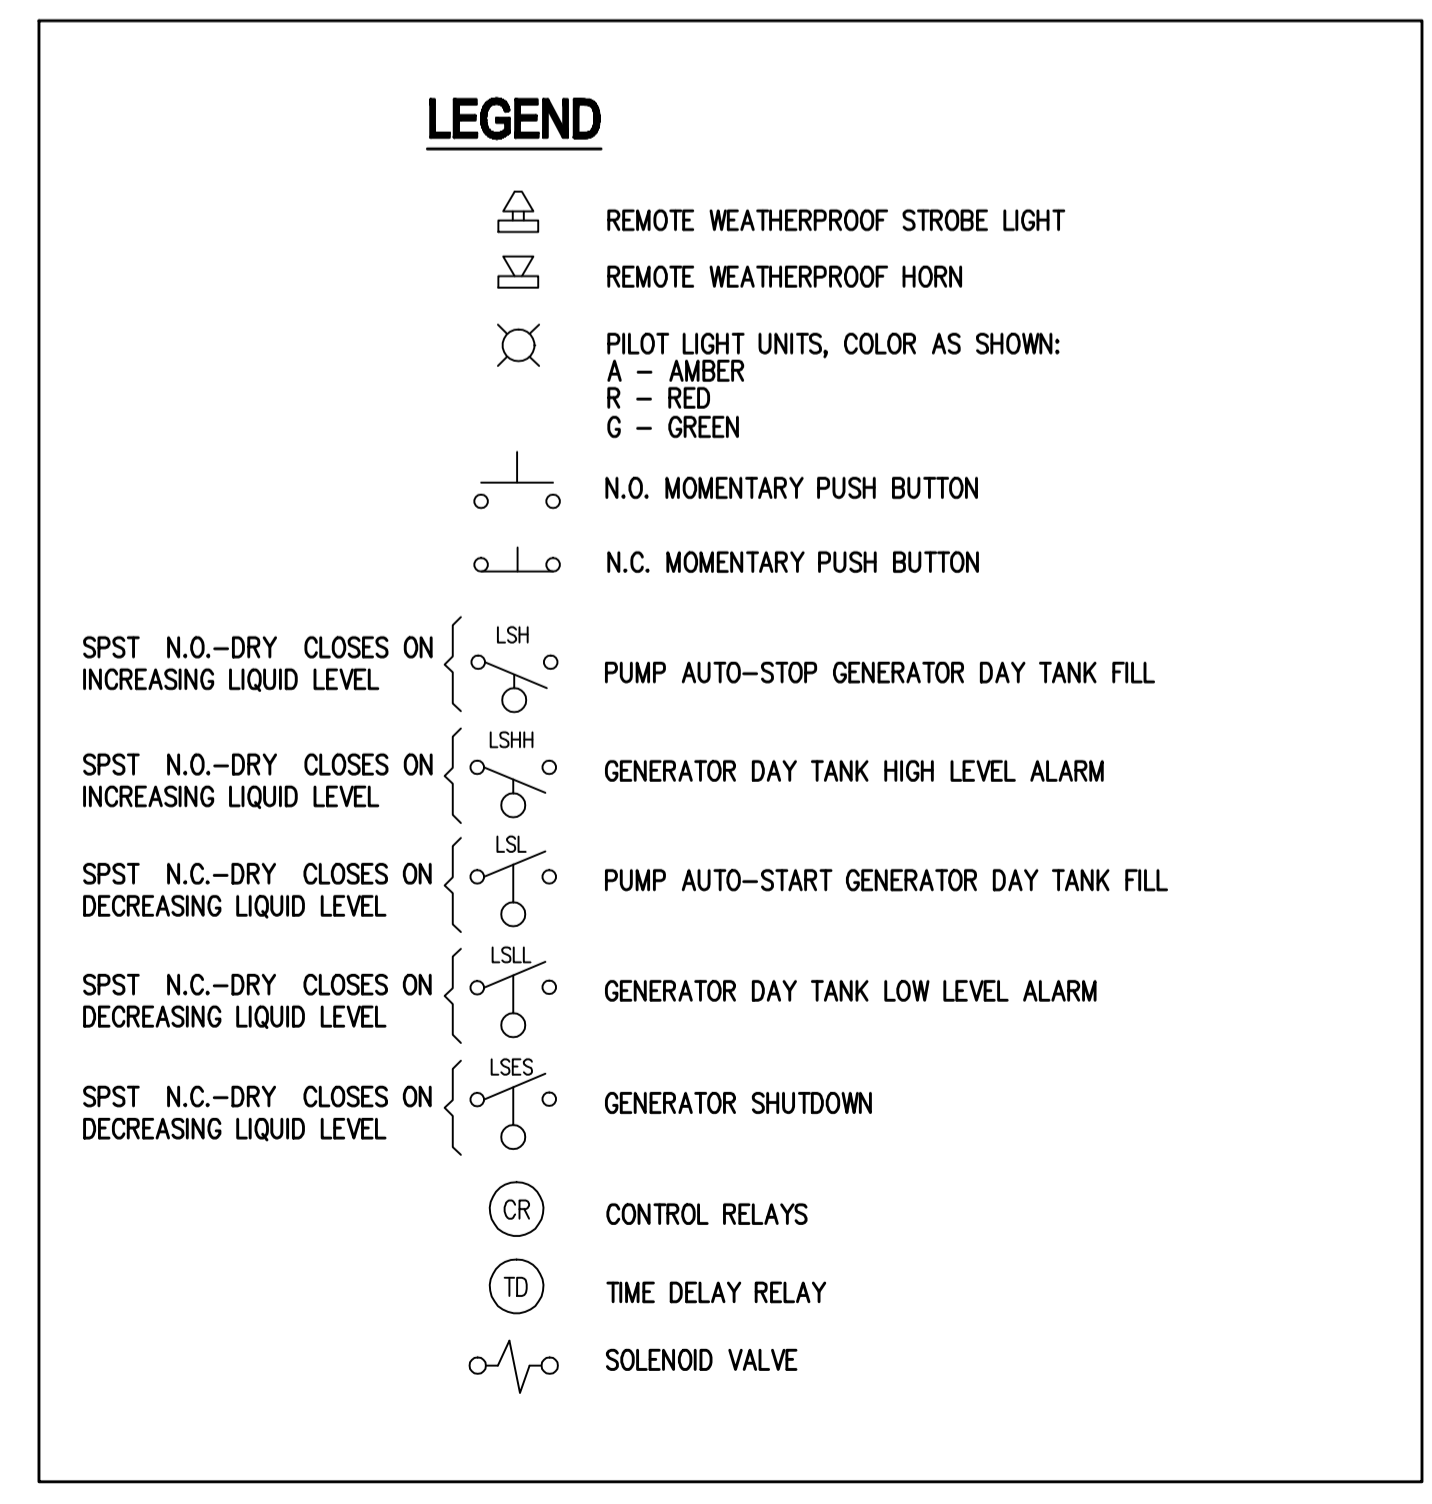 LEGEND
REMOTE WEATHERPROOF STROBE LIGHT
REMOTE WEATHERPROOF HORN
PILOT LIGHT UNITS, COLOR AS SHOWN:
A – AMBER
R – RED
G – GREEN
N.O. MOMENTARY PUSH BUTTON
N.C. MOMENTARY PUSH BUTTON
SPST N.O.–DRY CLOSES ON
INCREASING LIQUID LEVEL
LSH
PUMP AUTO–STOP GENERATOR DAY TANK FILL
SPST N.O.–DRY CLOSES ON
INCREASING LIQUID LEVEL
LSHH
GENERATOR DAY TANK HIGH LEVEL ALARM
SPST N.C.–DRY CLOSES ON
DECREASING LIQUID LEVEL
LSL
PUMP AUTO–START GENERATOR DAY TANK FILL
SPST N.C.–DRY CLOSES ON
DECREASING LIQUID LEVEL
LSLL
GENERATOR DAY TANK LOW LEVEL ALARM
SPST N.C.–DRY CLOSES ON
DECREASING LIQUID LEVEL
LSES
GENERATOR SHUTDOWN
CR CONTROL RELAYS
TD TIME DELAY RELAY
SOLENOID VALVE